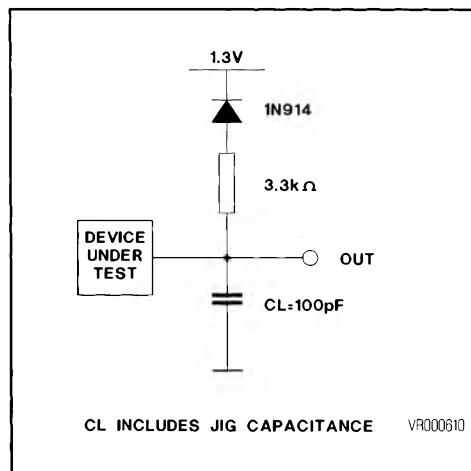 1.3V
1N914
3.3kΩ
DEVICE
UNDER
TEST
OUT
CL=100pF
CL INCLUDES JIG CAPACITANCE
VR000610